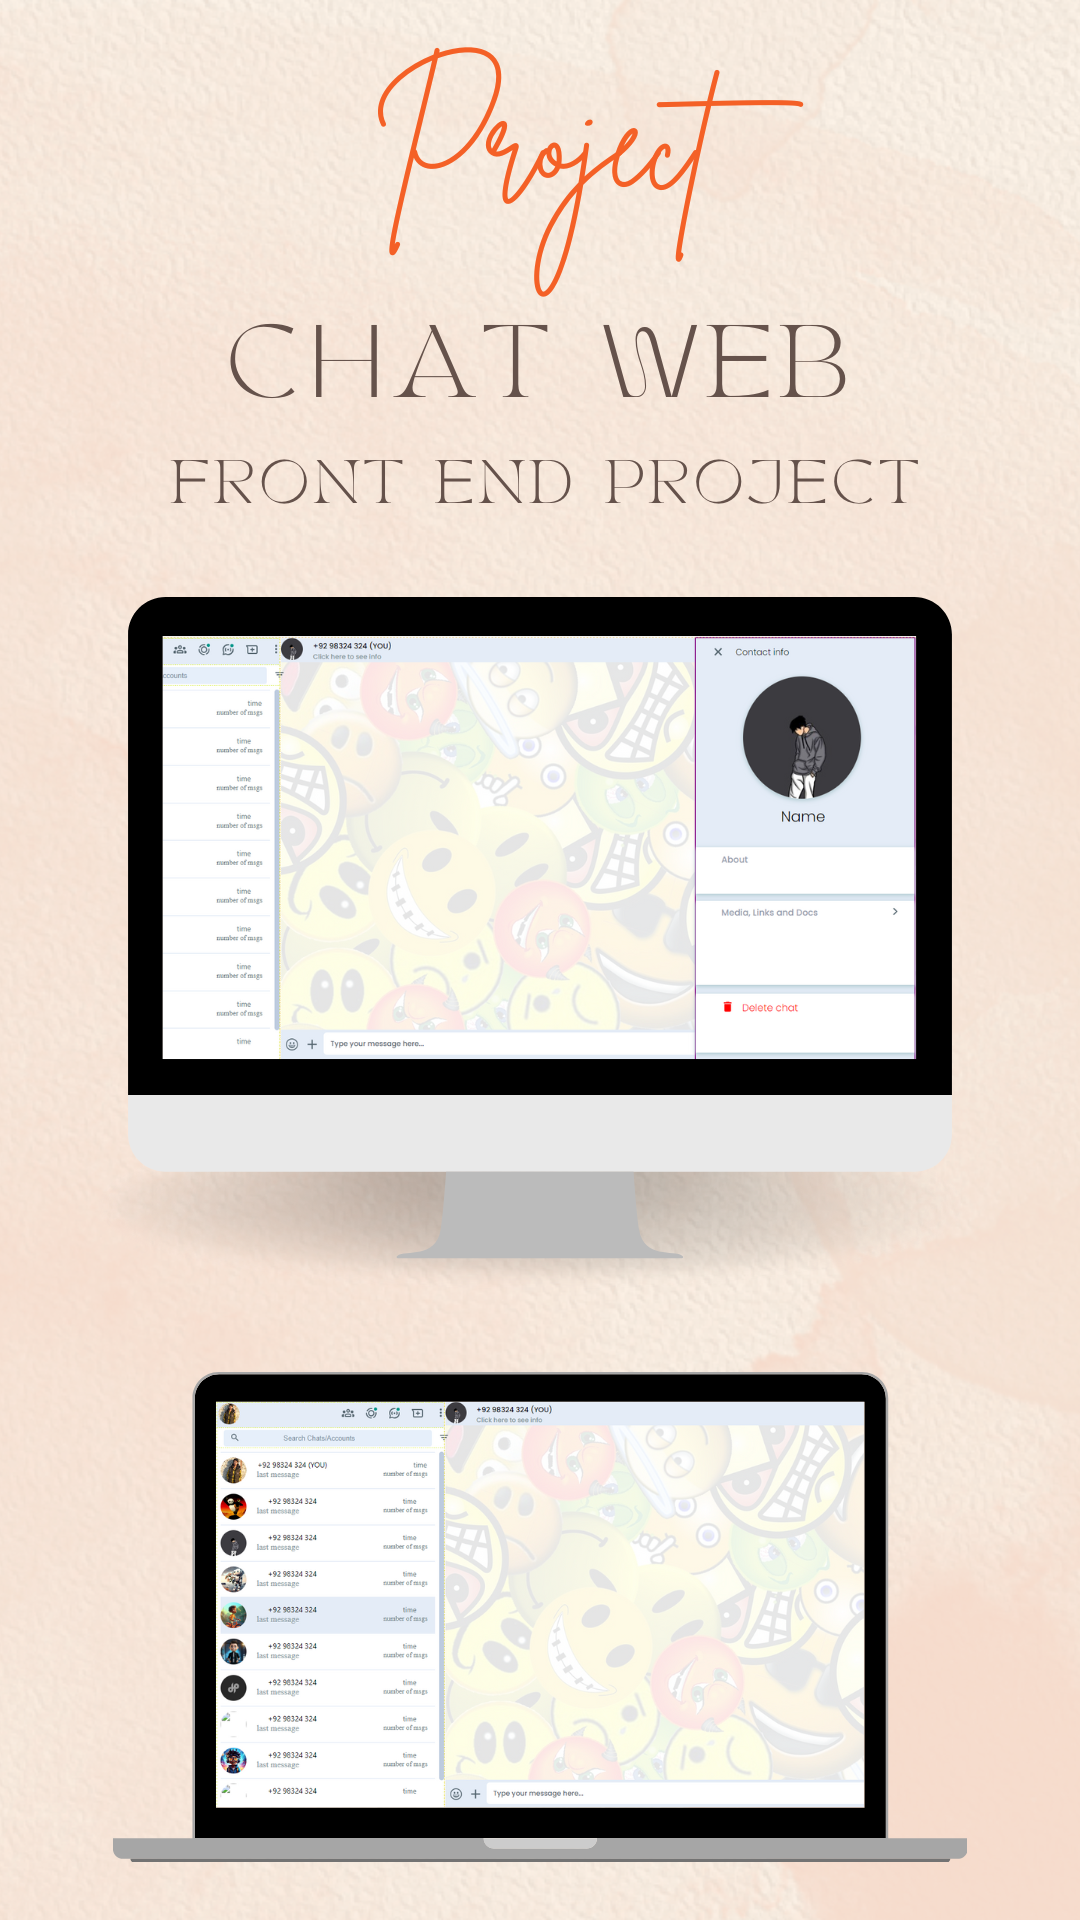 Project
CHAT WEB
FRONT END PROJECT
+92 98324 324 (YOU)
Click here to see info
ccounts
time
number of msgs
time
number of msgs
time
number of msgs
time
number of msgs
time
number of msgs
time
number of msgs
time
number of msgs
time
number of msgs
time
number of msgs
time
Type your message here...
Contact info
Name
About
Media, Links and Docs
Delete chat
+92 98324 324 (YOU)
Click here to see info
Search Chats/Accounts
+92 98324 324 (YOU) time
last message number of msgs
+92 98324 324 time
last message number of msgs
+92 98324 324 time
last message number of msgs
+92 98324 324 time
last message number of msgs
+92 98324 324 time
last message number of msgs
+92 98324 324 time
last message number of msgs
+92 98324 324 time
last message number of msgs
+92 98324 324 time
last message number of msgs
+92 98324 324 time
last message number of msgs
+92 98324 324 time
Type your message here...